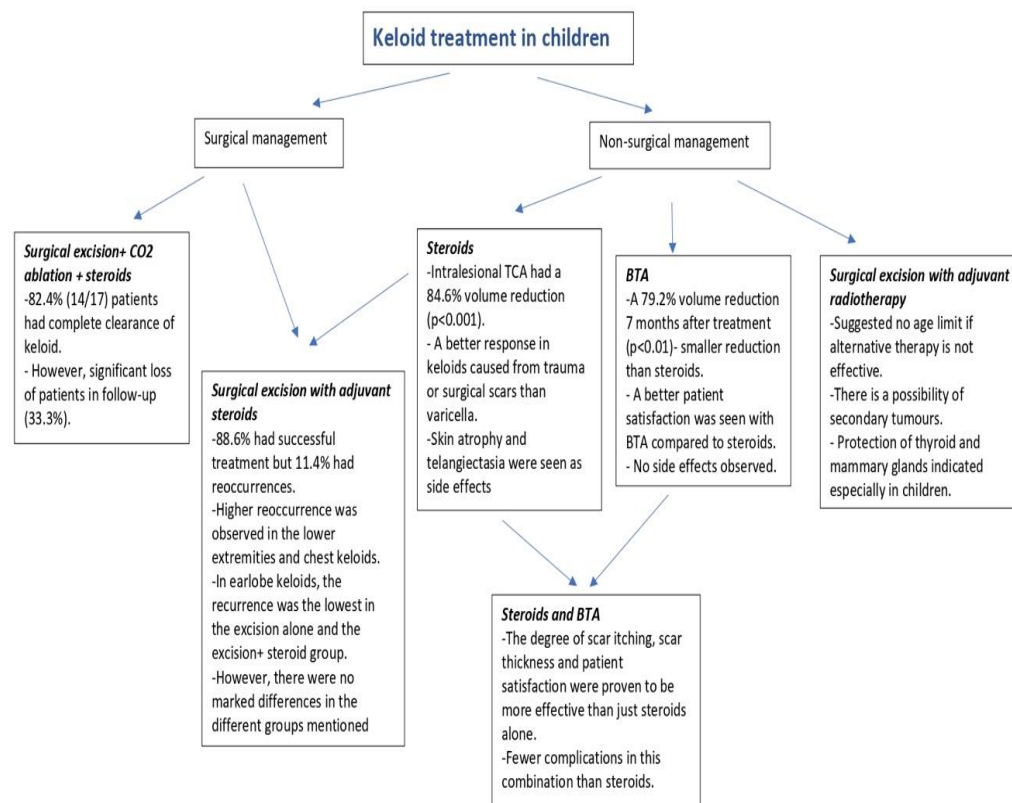 Keloid treatment in children
Surgical management
Non-surgical management
Surgical excision+ CO2
ablation + steroids
-82.4% (14/17) patients
had complete clearance of
keloid.
- However, significant loss
of patients in follow-up
(33.3%).
Surgical excision with adjuvant
steroids
-88.6% had successful
treatment but 11.4% had
reoccurrences.
-Higher reoccurrence was
observed in the lower
extremities and chest keloids.
-In earlobe keloids, the
recurrence was the lowest in
the excision alone and the
excision+ steroid group.
-However, there were no
marked differences in the
different groups mentioned
Steroids
-Intralesional TCA had a
84.6% volume reduction
(p<0.001).
- A better response in
keloids caused from trauma
or surgical scars than
varicella.
-Skin atrophy and
telangiectasia were seen as
side effects
BTA
-A 79.2% volume reduction
7 months after treatment
(p<0.01)- smaller reduction
than steroids.
- A better patient
satisfaction was seen with
BTA compared to steroids.
- No side effects observed.
Surgical excision with adjuvant
radiotherapy
-Suggested no age limit if
alternative therapy is not
effective.
-There is a possibility of
secondary tumours.
- Protection of thyroid and
mammary glands indicated
especially in children.
Steroids and BTA
-The degree of scar itching, scar
thickness and patient
satisfaction were proven to be
more effective than just steroids
alone.
-Fewer complications in this
combination than steroids.